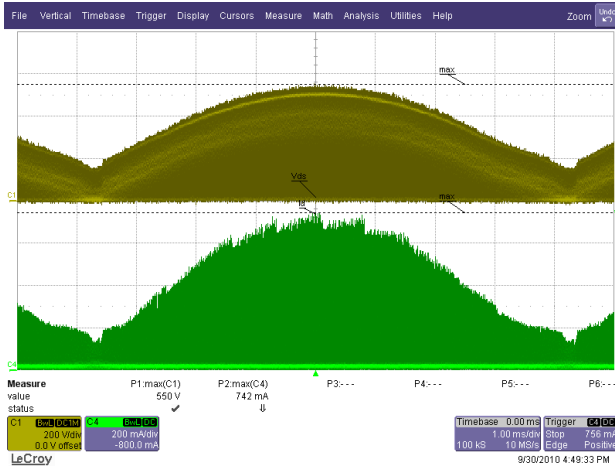 File Vertical Timebase Trigger Display Cursors Measure Math Analysis Utilities Help Zoom Undo
max
C1
Vds
max
Id
C4
Measure P1:max(C1) P2:max(C4) P3:--- P4:--- P5:--- P6:---
value 550 V 742 mA
status
C1 BwL DC1M C4 BwL DC Timebase 0.00 ms Trigger C4 DC
200 V/div 200 mA/div 1.00 ms/div Stop 756 mA
0.0 V offset -800.0 mA 100 kS 10 MS/s Edge Positive
LeCroy 9/30/2010 4:49:33 PM